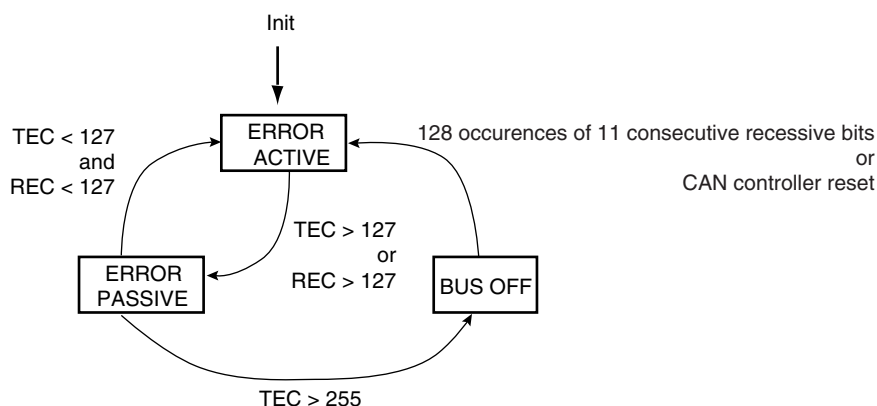 Init
ERROR
ACTIVE
128 occurences of 11 consecutive recessive bits
or
CAN controller reset
TEC < 127
and
REC < 127
TEC > 127
or
REC > 127
ERROR
PASSIVE
BUS OFF
TEC > 255